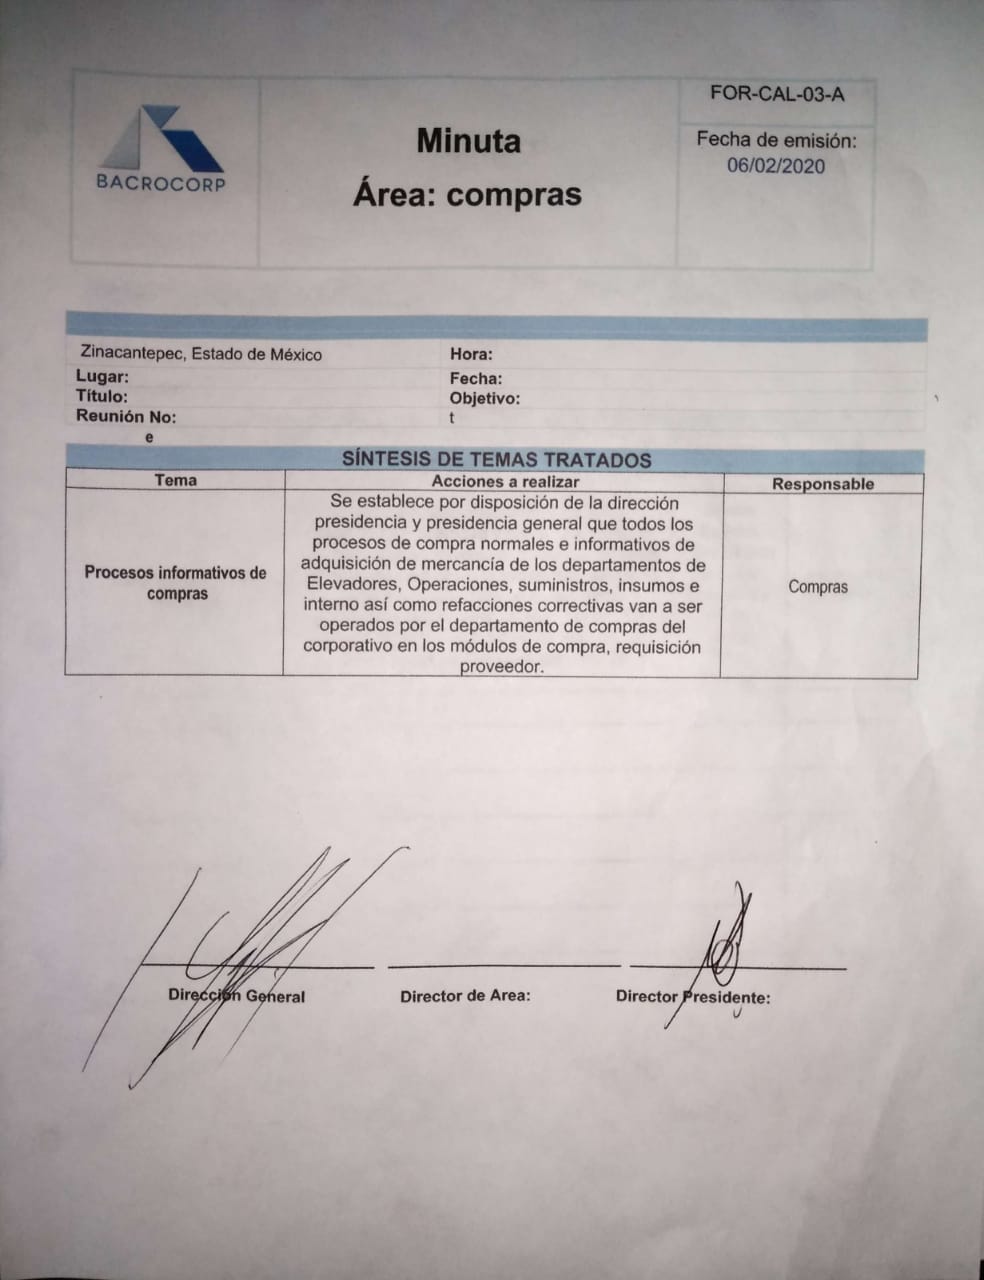 BACROCORP
Minuta
Área: compras
FOR-CAL-03-A
Fecha de emisión:
06/02/2020
Zinacantepec, Estado de México
Hora:
Lugar:
Fecha:
Título:
Objetivo:
Reunión No:
t
e
SÍNTESIS DE TEMAS TRATADOS
Tema
Acciones a realizar
Responsable
Procesos informativos de
compras
Se establece por disposición de la dirección
presidencia y presidencia general que todos los
procesos de compra normales e informativos de
adquisición de mercancía de los departamentos de
Elevadores, Operaciones, suministros, insumos e
interno así como refacciones correctivas van a ser
operados por el departamento de compras del
corporativo en los módulos de compra, requisición
proveedor.
Compras
Dirección General
Director de Area:
Director Presidente: